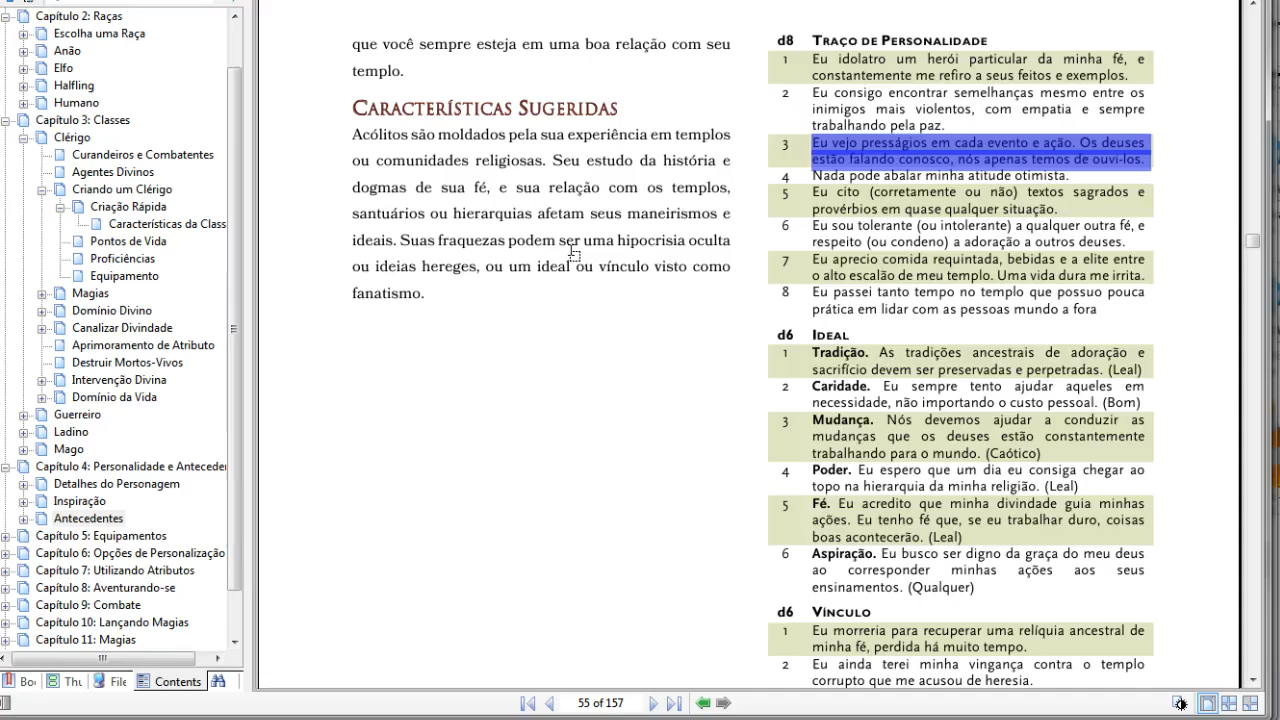 Capítulo 2: Raças
Escolha uma Raça
Anão
Elfo
Halfling
Humano
Capítulo 3: Classes
Clérigo
Curandeiros e Combatentes
Agentes Divinos
Criando um Clérigo
Criação Rápida
Características da Class
Pontos de Vida
Proficiências
Equipamento
Magias
Domínio Divino
Canalizar Divindade
Aprimoramento de Atributo
Destruir Mortos-Vivos
Intervenção Divina
Domínio da Vida
Guerreiro
Ladino
Mago
Capítulo 4: Personalidade e Anteceder
Detalhes do Personagem
Inspiração
Antecedentes
Capítulo 5: Equipamentos
Capítulo 6: Opções de Personalização
Capítulo 7: Utilizando Atributos
Capítulo 8: Aventurando-se
Capítulo 9: Combate
Capítulo 10: Lançando Magias
Capítulo 11: Magias
Bo Thu File Contents
que você sempre esteja em uma boa relação com seu
templo.
Características Sugeridas
Acólitos são moldados pela sua experiência em templos
ou comunidades religiosas. Seu estudo da história e
dogmas de sua fé, e sua relação com os templos,
santuários ou hierarquias afetam seus maneirismos e
ideais. Suas fraquezas podem ser uma hipocrisia oculta
ou ideias hereges, ou um ideal ou vínculo visto como
fanatismo.
d8 Traço de Personalidade
1 Eu idolatro um herói particular da minha fé, e
constantemente me refiro a seus feitos e exemplos.
2 Eu consigo encontrar semelhanças mesmo entre os
inimigos mais violentos, com empatia e sempre
trabalhando pela paz.
3 Eu vejo presságios em cada evento e ação. Os deuses
estão falando conosco, nós apenas temos de ouvi-los.
4 Nada pode abalar minha atitude otimista.
5 Eu cito (corretamente ou não) textos sagrados e
provérbios em quase qualquer situação.
6 Eu sou tolerante (ou intolerante) a qualquer outra fé, e
respeito (ou condeno) a adoração a outros deuses.
7 Eu aprecio comida requintada, bebidas e a elite entre
o alto escalão de meu templo. Uma vida dura me irrita.
8 Eu passei tanto tempo no templo que possuo pouca
prática em lidar com as pessoas mundo a fora
d6 Ideal
1 Tradição. As tradições ancestrais de adoração e
sacrifício devem ser preservadas e perpetradas. (Leal)
2 Caridade. Eu sempre tento ajudar aqueles em
necessidade, não importando o custo pessoal. (Bom)
3 Mudança. Nós devemos ajudar a conduzir as
mudanças que os deuses estão constantemente
trabalhando para o mundo. (Caótico)
4 Poder. Eu espero que um dia eu consiga chegar ao
topo na hierarquia da minha religião. (Leal)
5 Fé. Eu acredito que minha divindade guia minhas
ações. Eu tenho fé que, se eu trabalhar duro, coisas
boas acontecerão. (Leal)
6 Aspiração. Eu busco ser digno da graça do meu deus
ao corresponder minhas ações aos seus
ensinamentos. (Qualquer)
d6 Vínculo
1 Eu morreria para recuperar uma relíquia ancestral de
minha fé, perdida há muito tempo.
2 Eu ainda terei minha vingança contra o templo
corrupto que me acusou de heresia.
55 of 157